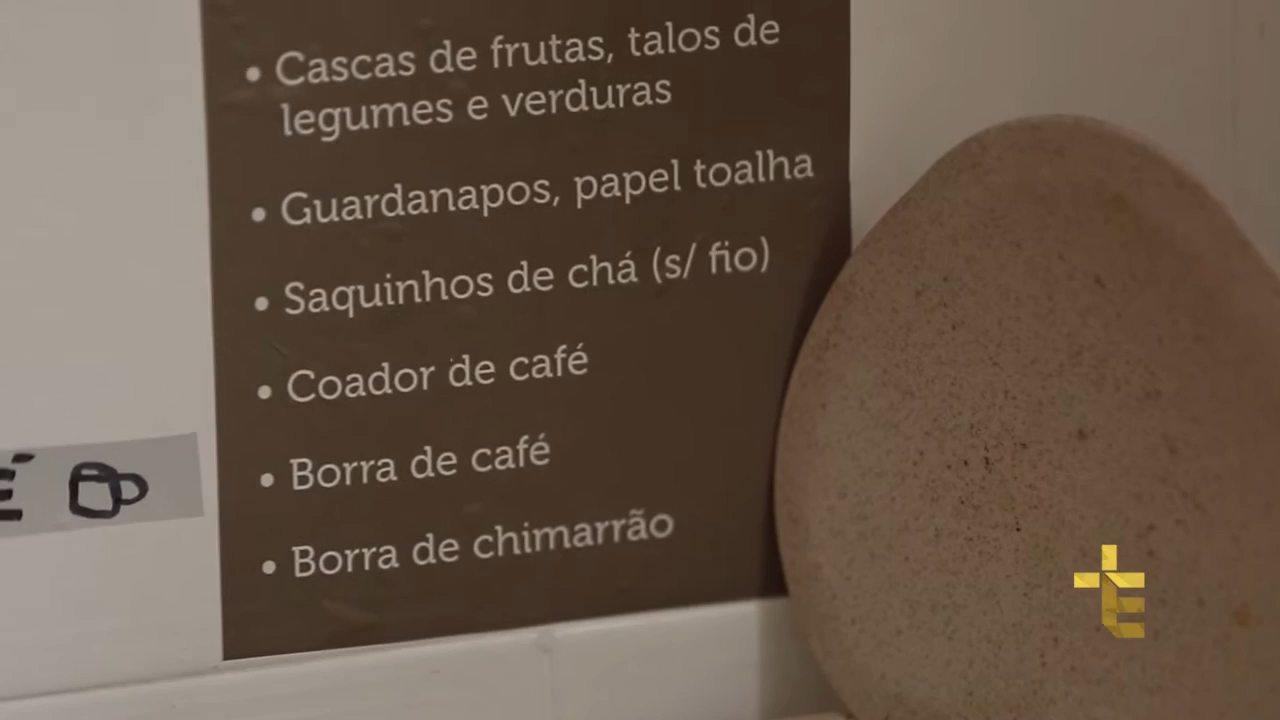 • Cascas de frutas, talos de
legumes e verduras
• Guardanapos, papel toalha
• Saquinhos de chá (s/ fio)
• Coador de café
• Borra de café
• Borra de chimarrão
É